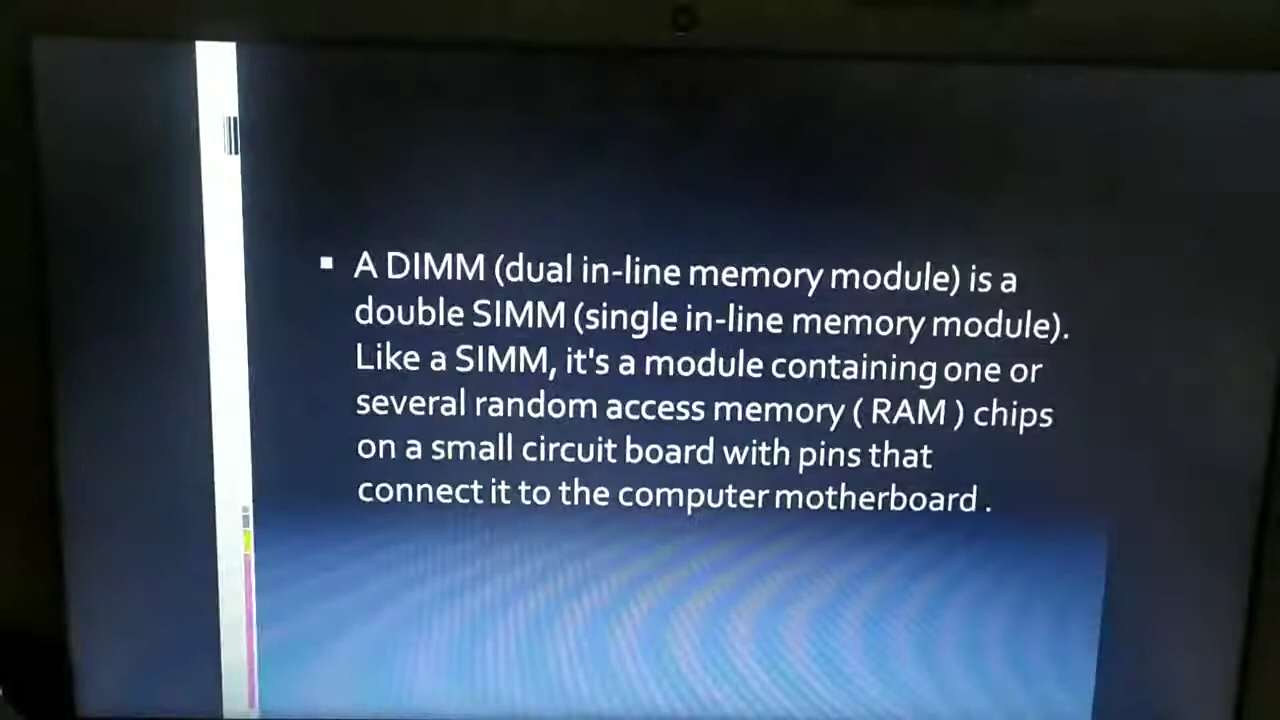 ▪ A DIMM (dual in-line memory module) is a
double SIMM (single in-line memory module).
Like a SIMM, it's a module containing one or
several random access memory ( RAM ) chips
on a small circuit board with pins that
connect it to the computer motherboard .